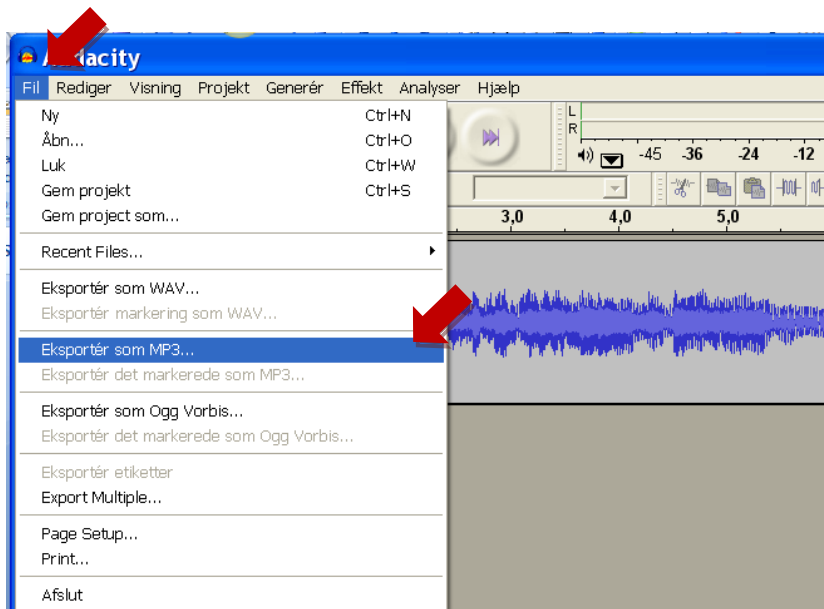 Audacity
Fil Rediger Visning Projekt Generér Effekt Analyser Hjælp
Ny Ctrl+N
Åbn... Ctrl+O
Luk Ctrl+W
Gem projekt Ctrl+S
Gem project som...
Recent Files...
Eksportér som WAV...
Eksportér markering som WAV...
Eksportér som MP3...
Eksportér det markerede som MP3...
Eksportér som Ogg Vorbis...
Eksportér det markerede som Ogg Vorbis...
Eksportér etiketter
Export Multiple...
Page Setup...
Print...
Afslut
L
R
-45 -36 -24 -12
3,0 4,0 5,0